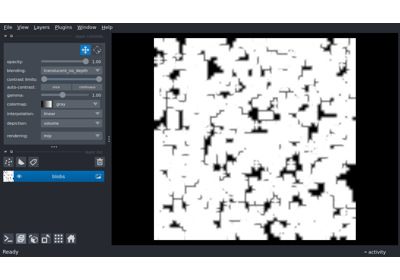 File View Layers Plugins Window Help
opacity: 1.00
blending: translucent_no_depth
contrast limits:
auto-contrast: once continuous
gamma: 1.00
colormap: gray
interpolation: linear
depiction: volume
rendering: mip
blobs
Ready
activity